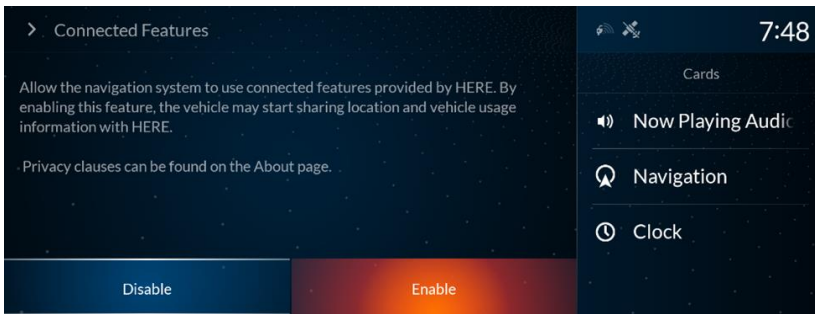 Connected Features
7:48
Cards
Allow the navigation system to use connected features provided by HERE. By
enabling this feature, the vehicle may start sharing location and vehicle usage
information with HERE.
Privacy clauses can be found on the About page.
Now Playing Audic
Navigation
Clock
Disable
Enable